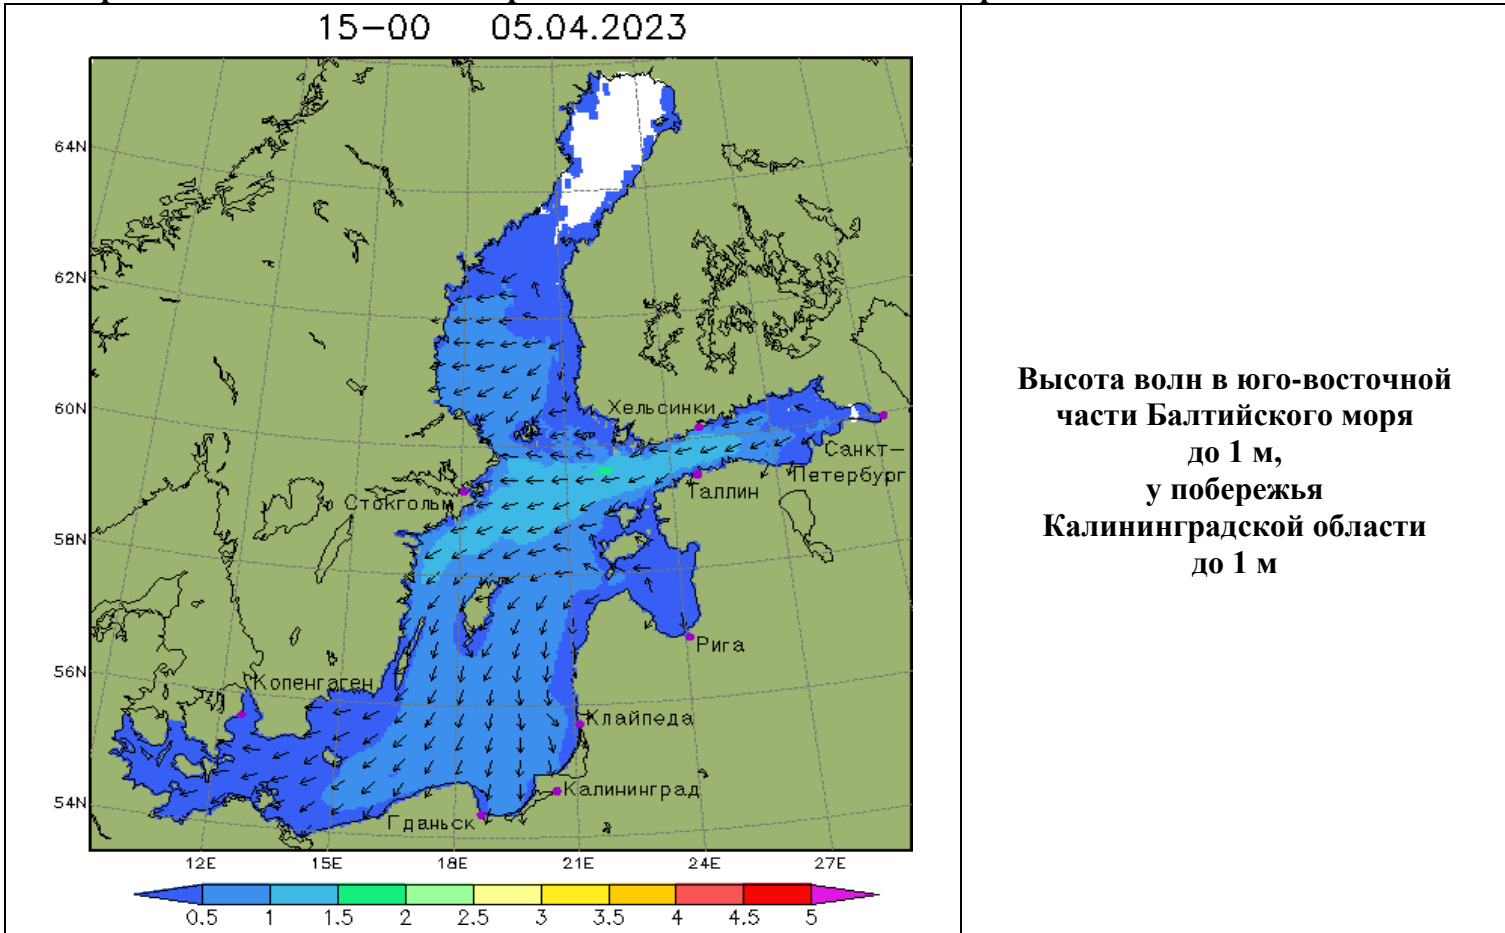 15-00 05.04.2023
64N
62N
60N
58N
56N
54N
Хельсинки
Санкт-
Петербург
Таллин
Стокгольм
Рига
Копенгаген
Клайпеда
Калининград
Гданьск
12E 15E 18E 21E 24E 27E
0.5 1 1.5 2 2.5 3 3.5 4 4.5 5
Высота волн в юго-восточной
части Балтийского моря
до 1 м,
у побережья
Калининградской области
до 1 м